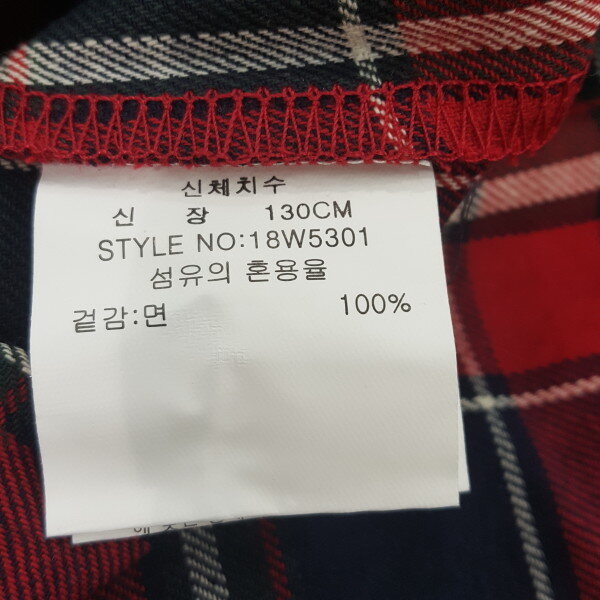 신체치수
신 장 130CM
STYLE NO:18W5301
섬유의 혼용율
겉감:면 100%